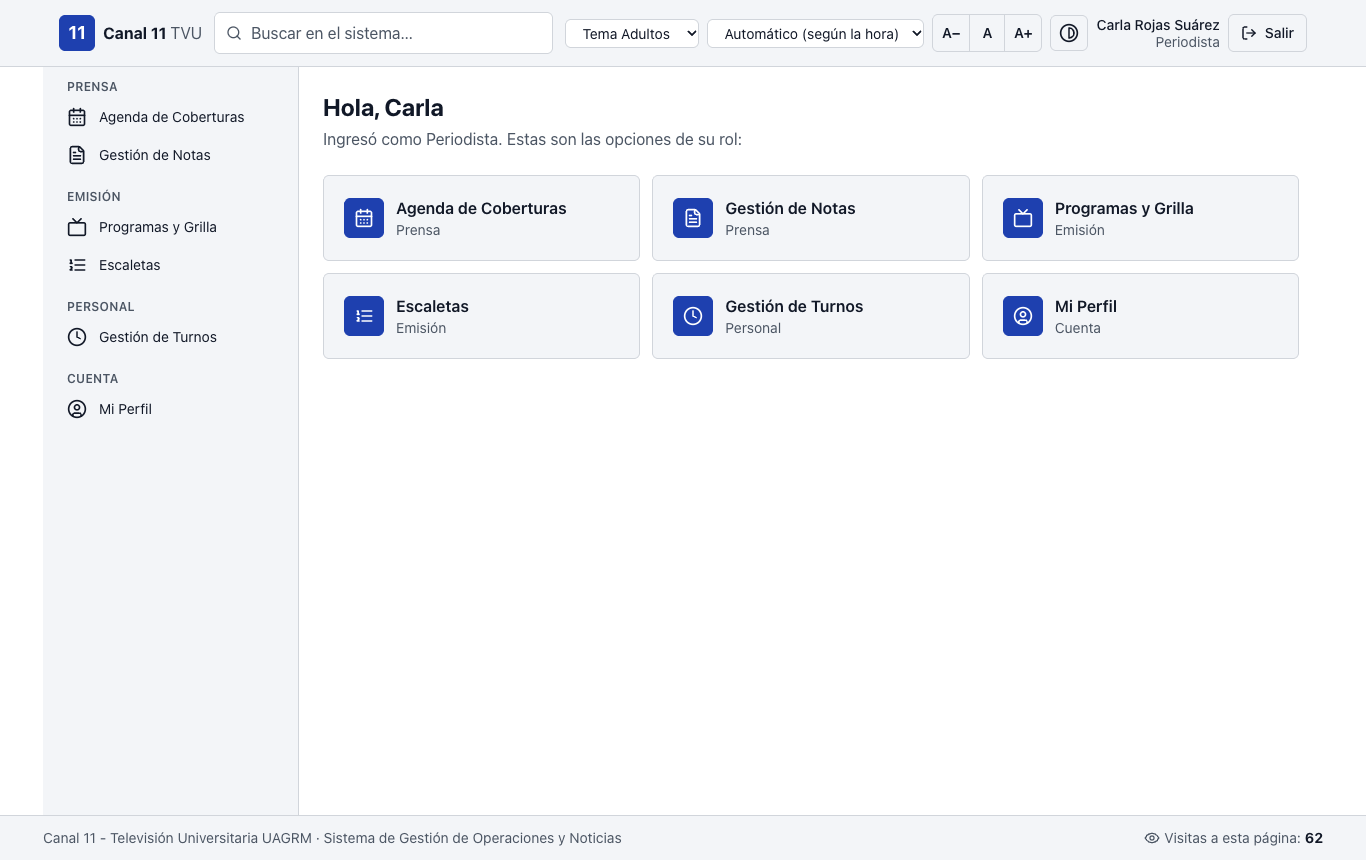 11 Canal 11 TVU
Buscar en el sistema...
Tema Adultos
Automático (según la hora)
A−
A
A+
Carla Rojas Suárez
Periodista
Salir
PRENSA
Agenda de Coberturas
Gestión de Notas
EMISIÓN
Programas y Grilla
Escaletas
PERSONAL
Gestión de Turnos
CUENTA
Mi Perfil
Hola, Carla
Ingresó como Periodista. Estas son las opciones de su rol:
Agenda de Coberturas
Prensa
Gestión de Notas
Prensa
Programas y Grilla
Emisión
Escaletas
Emisión
Gestión de Turnos
Personal
Mi Perfil
Cuenta
Canal 11 - Televisión Universitaria UAGRM · Sistema de Gestión de Operaciones y Noticias
Visitas a esta página: 62